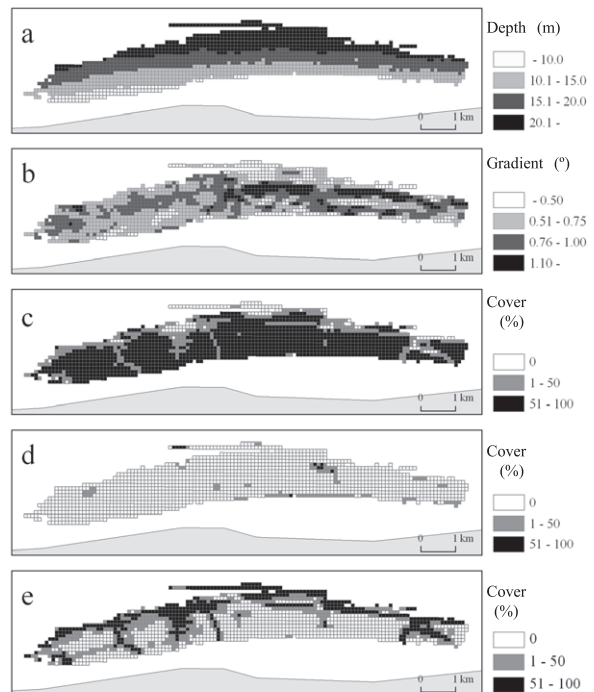 a
Depth (m)
- 10.0
10.1 - 15.0
15.1 - 20.0
20.1 -
0 1 km
b
Gradient (º)
- 0.50
0.51 - 0.75
0.76 - 1.00
1.10 -
0 1 km
c
Cover
(%)
0
1 - 50
51 - 100
0 1 km
d
Cover
(%)
0
1 - 50
51 - 100
0 1 km
e
Cover
(%)
0
1 - 50
51 - 100
0 1 km